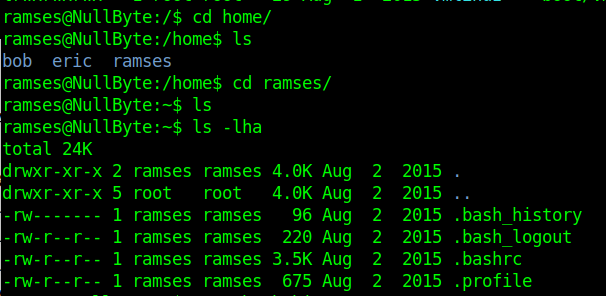 ramses@NullByte:/$ cd home/
ramses@NullByte:/home$ ls
bob  eric  ramses
ramses@NullByte:/home$ cd ramses/
ramses@NullByte:~$ ls
ramses@NullByte:~$ ls -lha
total 24K
drwxr-xr-x 2 ramses ramses 4.0K Aug  2  2015 .
drwxr-xr-x 5 root   root   4.0K Aug  2  2015 ..
-rw------- 1 ramses ramses   96 Aug  2  2015 .bash_history
-rw-r--r-- 1 ramses ramses  220 Aug  2  2015 .bash_logout
-rw-r--r-- 1 ramses ramses 3.5K Aug  2  2015 .bashrc
-rw-r--r-- 1 ramses ramses  675 Aug  2  2015 .profile